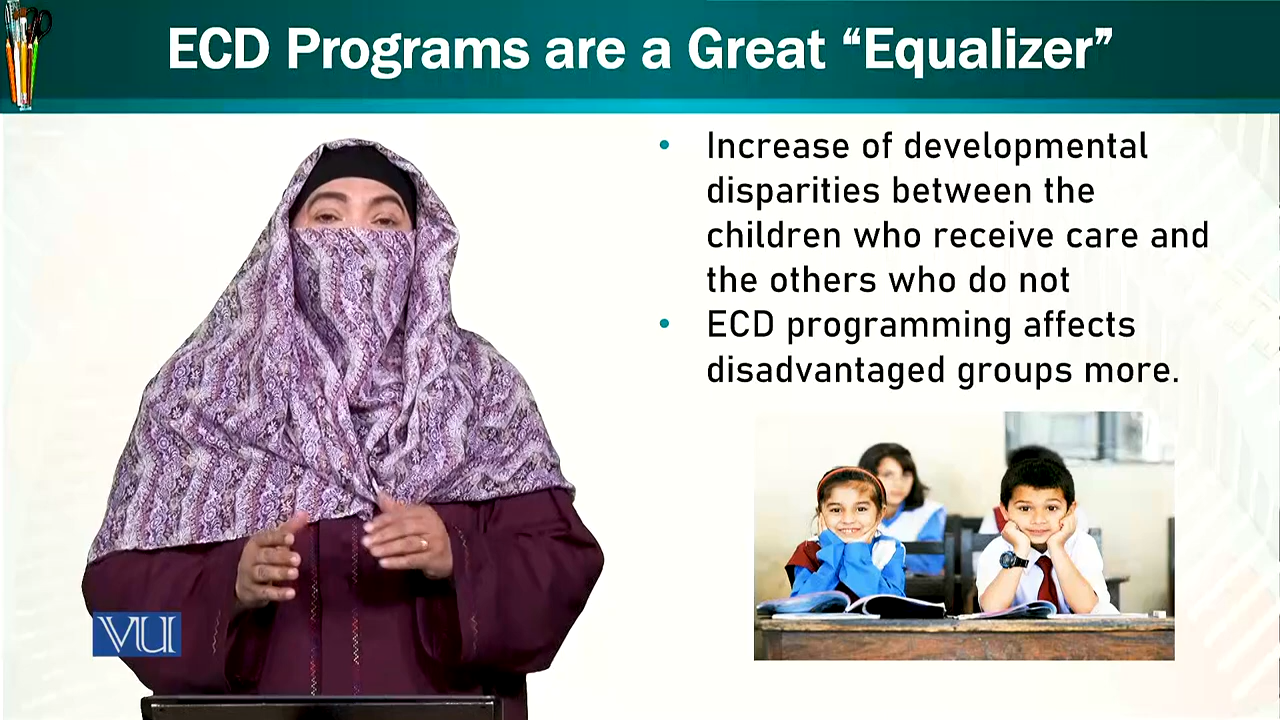 ECD Programs are a Great “Equalizer”
• Increase of developmental
disparities between the
children who receive care and
the others who do not
• ECD programming affects
disadvantaged groups more.
VU